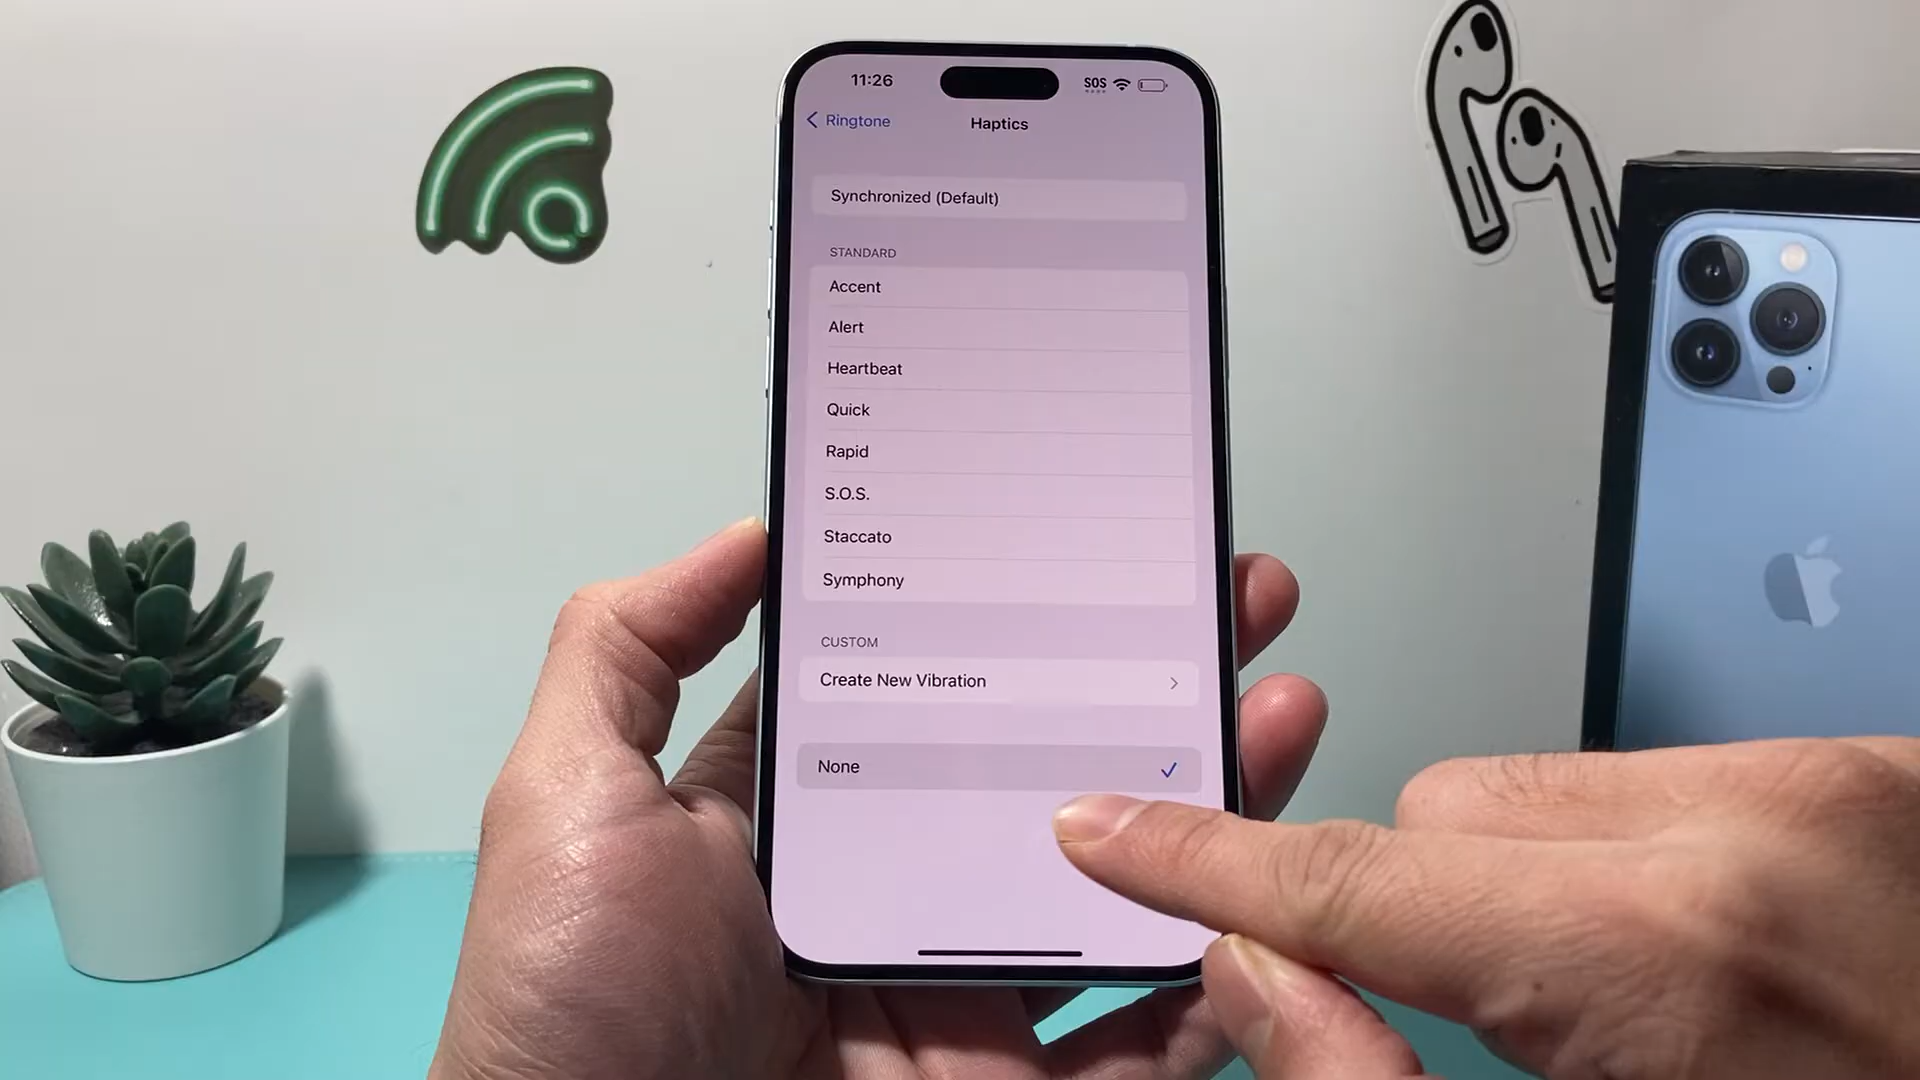 11:26
SOS
Ringtone
Haptics
Synchronized (Default)
STANDARD
Accent
Alert
Heartbeat
Quick
Rapid
S.O.S.
Staccato
Symphony
CUSTOM
Create New Vibration
None